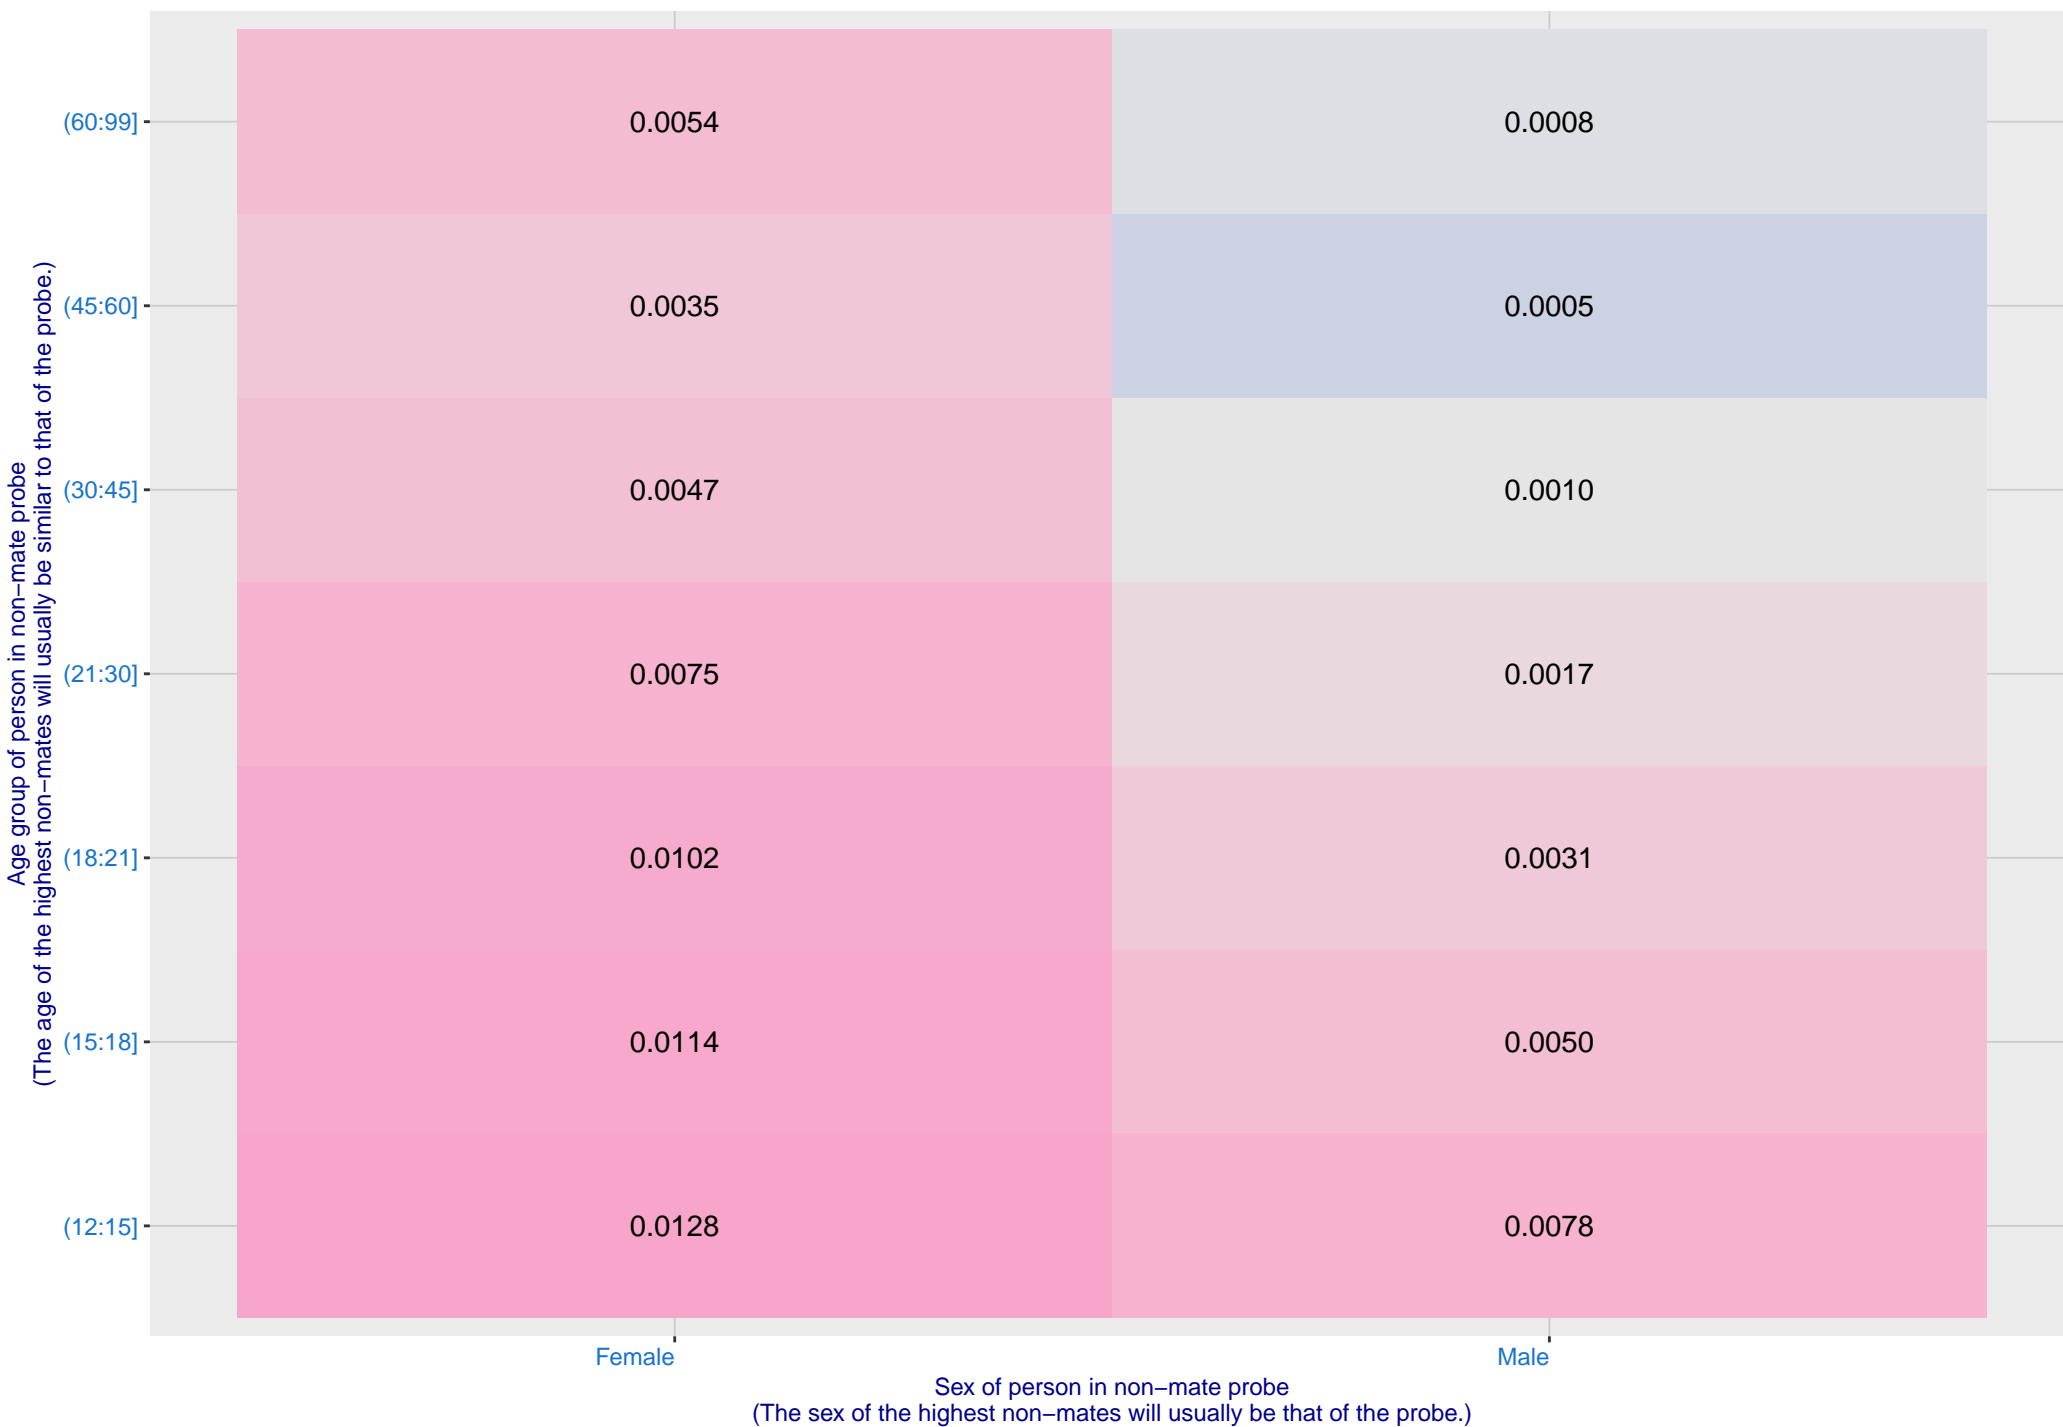 Age group of person in non−mate probe
(The age of the highest non−mates will usually be similar to that of the probe.)
(60:99] 0.0054 0.0008
(45:60] 0.0035 0.0005
(30:45] 0.0047 0.0010
(21:30] 0.0075 0.0017
(18:21] 0.0102 0.0031
(15:18] 0.0114 0.0050
(12:15] 0.0128 0.0078
Female Male
Sex of person in non−mate probe
(The sex of the highest non−mates will usually be that of the probe.)